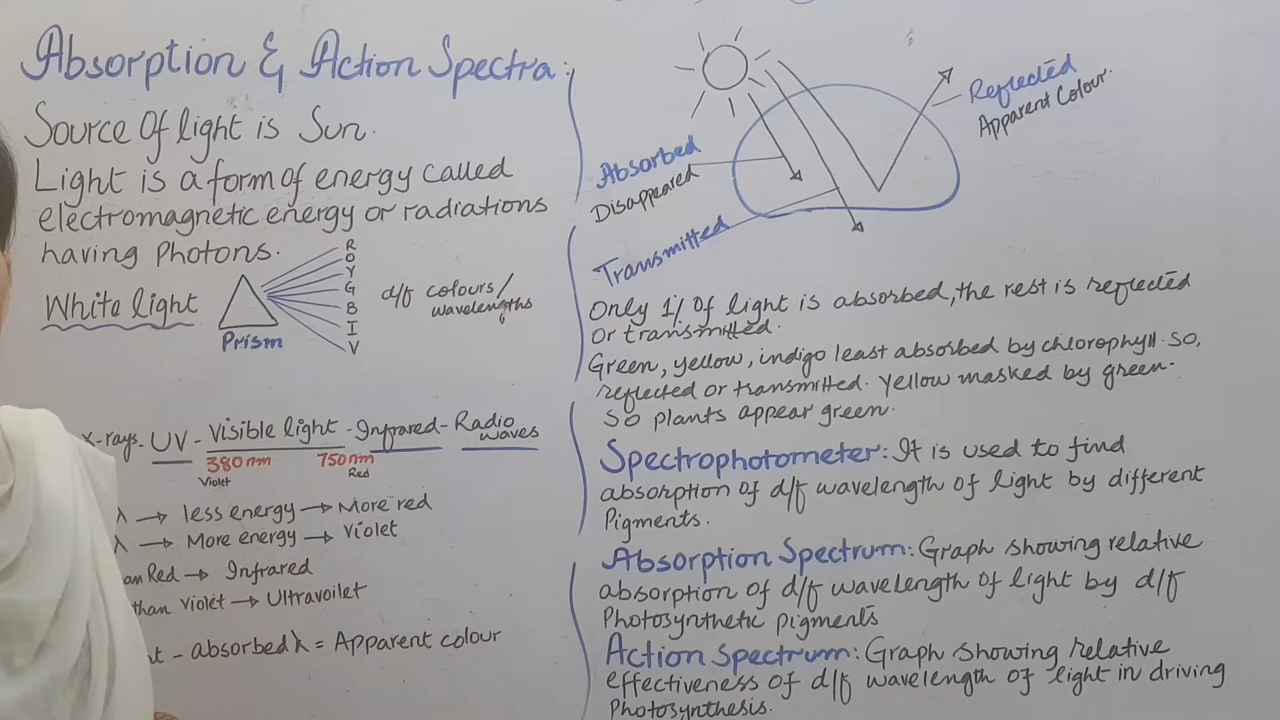 Absorption & Action Spectra:
Source Of light is Sun.
Light is a form of energy called
electromagnetic energy or radiations
having Photons.
White light
Prism
R
O
Y
G
B
I
V
d/f colours/
wavelengths
X-rays - UV - Visible light - Infrared - Radio
waves
380nm
Violet
750nm
Red
λ → less energy → More red
λ → More energy → Violet
Red → Infrared
than violet → Ultravoilet
- absorbed λ = Apparent colour
Reflected
Apparent Colour.
Absorbed
Disappeared
Transmitted
Only 1% Of light is absorbed, the rest is reflected
Or transmitted.
Green, yellow, indigo least absorbed by chlorophyll. So,
reflected or transmitted. Yellow masked by green.
So plants appear green.
Spectrophotometer: It is used to find
absorption of d/f wavelength of light by different
Pigments.
Absorption Spectrum: Graph showing relative
absorption of d/f wavelength of light by d/f
Photosynthetic pigments
Action Spectrum: Graph showing relative
effectiveness of d/f wavelength of light in driving
Photosynthesis.